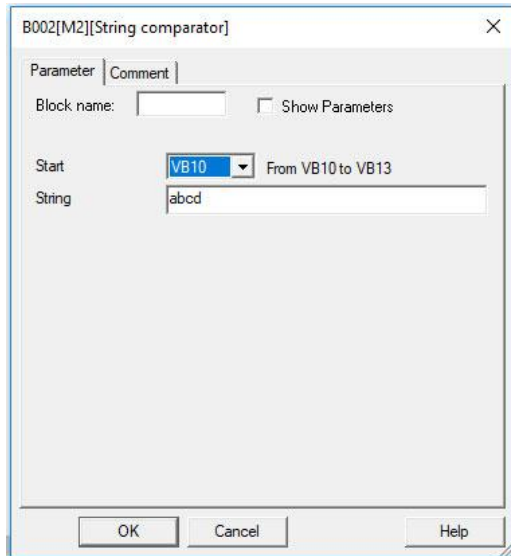 B002[M2][String comparator]
Parameter Comment
Block name: Show Parameters
Start VB10 From VB10 to VB13
String abcd
OK Cancel Help